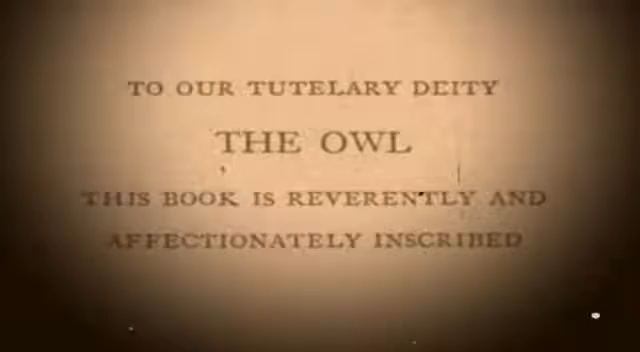 TO OUR TUTELARY DEITY
THE OWL
THIS BOOK IS REVERENTLY AND
AFFECTIONATELY INSCRIBED